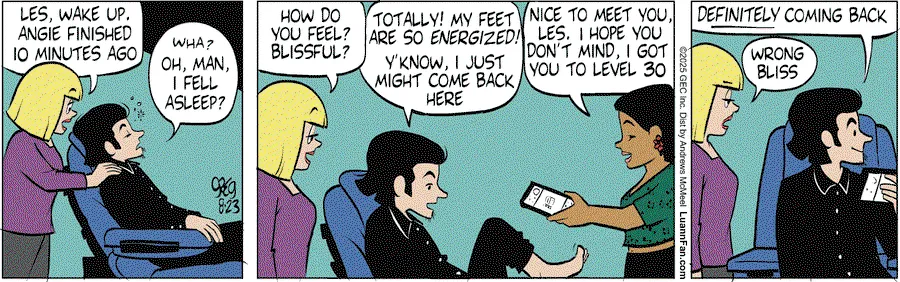 LES, WAKE UP.
ANGIE FINISHED
10 MINUTES AGO
WHA?
OH, MAN,
I FELL
ASLEEP?
GREG
8·23
HOW DO
YOU FEEL?
BLISSFUL?
TOTALLY! MY FEET
ARE SO ENERGIZED!
Y'KNOW, I JUST
MIGHT COME BACK
HERE
NICE TO MEET YOU,
LES. I HOPE YOU
DON'T MIND, I GOT
YOU TO LEVEL 30
©2025 GEC Inc. Dist by Andrews McMeel LuannFan.com
DEFINITELY COMING BACK
WRONG
BLISS